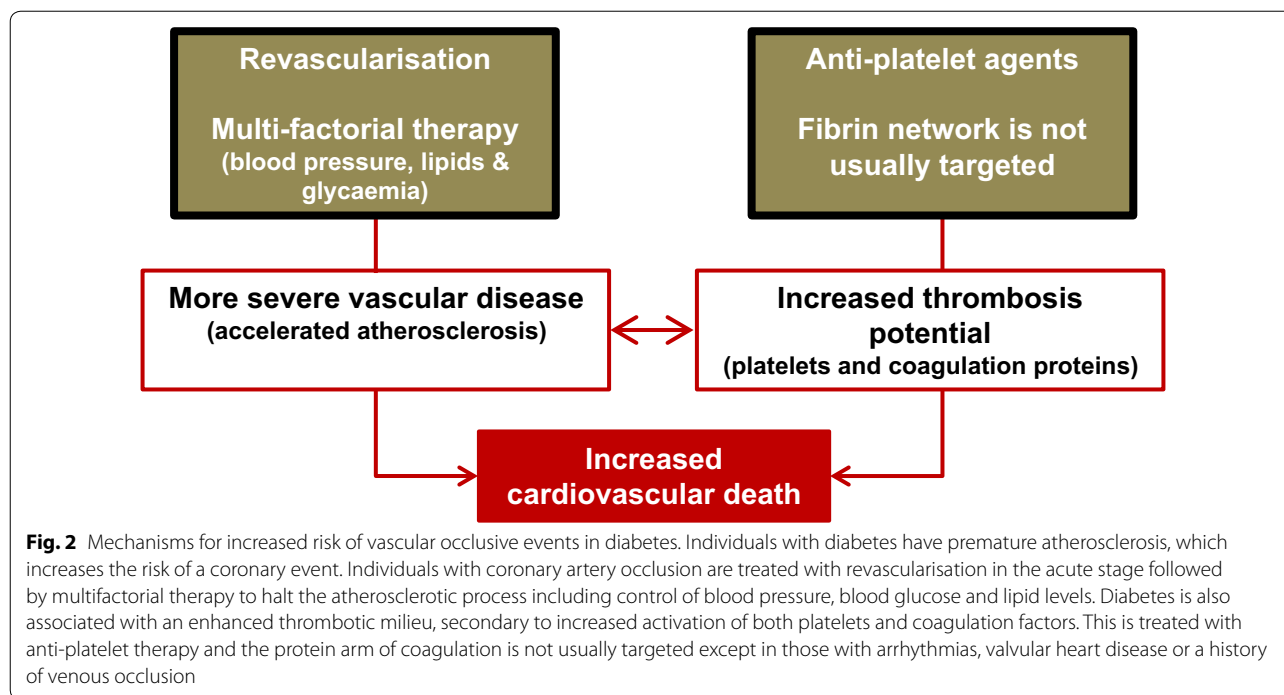 Revascularisation
Multi-factorial therapy
(blood pressure, lipids &
glycaemia)
Anti-platelet agents
Fibrin network is not
usually targeted
More severe vascular disease
(accelerated atherosclerosis)
Increased thrombosis
potential
(platelets and coagulation proteins)
Increased
cardiovascular death
Fig. 2 Mechanisms for increased risk of vascular occlusive events in diabetes. Individuals with diabetes have premature atherosclerosis, which
increases the risk of a coronary event. Individuals with coronary artery occlusion are treated with revascularisation in the acute stage followed
by multifactorial therapy to halt the atherosclerotic process including control of blood pressure, blood glucose and lipid levels. Diabetes is also
associated with an enhanced thrombotic milieu, secondary to increased activation of both platelets and coagulation factors. This is treated with
anti-platelet therapy and the protein arm of coagulation is not usually targeted except in those with arrhythmias, valvular heart disease or a history
of venous occlusion